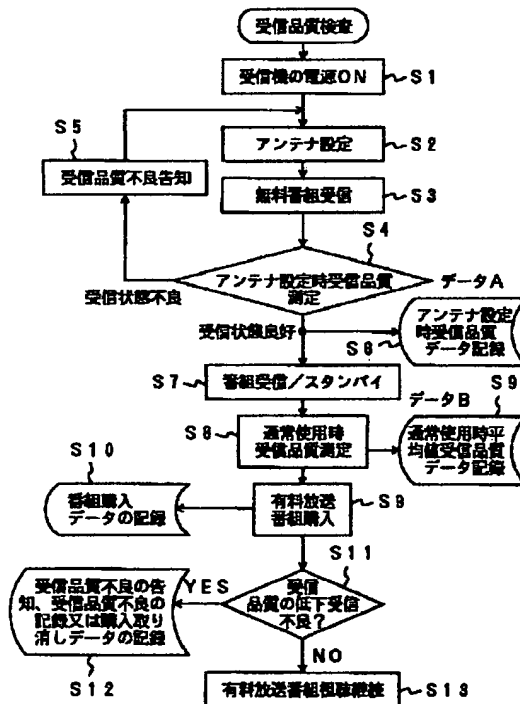 受信品質検査
受信機の電源ON
S1
S5
アンテナ設定
S2
受信品質不良告知
無料番組受信
S3
S4
アンテナ設定時受信品質
測定
データA
受信状態不良
受信状態良好
アンテナ設定
時受信品質
データ記録
S6
S7
番組受信/スタンバイ
データB
S9
S8
通常使用時
受信品質測定
通常使用時平
均値受信品質
データ記録
S10
番組購入
データの記録
有料放送
番組購入
S9
S11
受信
品質の低下受信
不良?
YES
受信品質不良の告
知、受信品質不良の
記録又は購入取り
消しデータの記録
NO
S12
有料放送番組視聴継続
S13